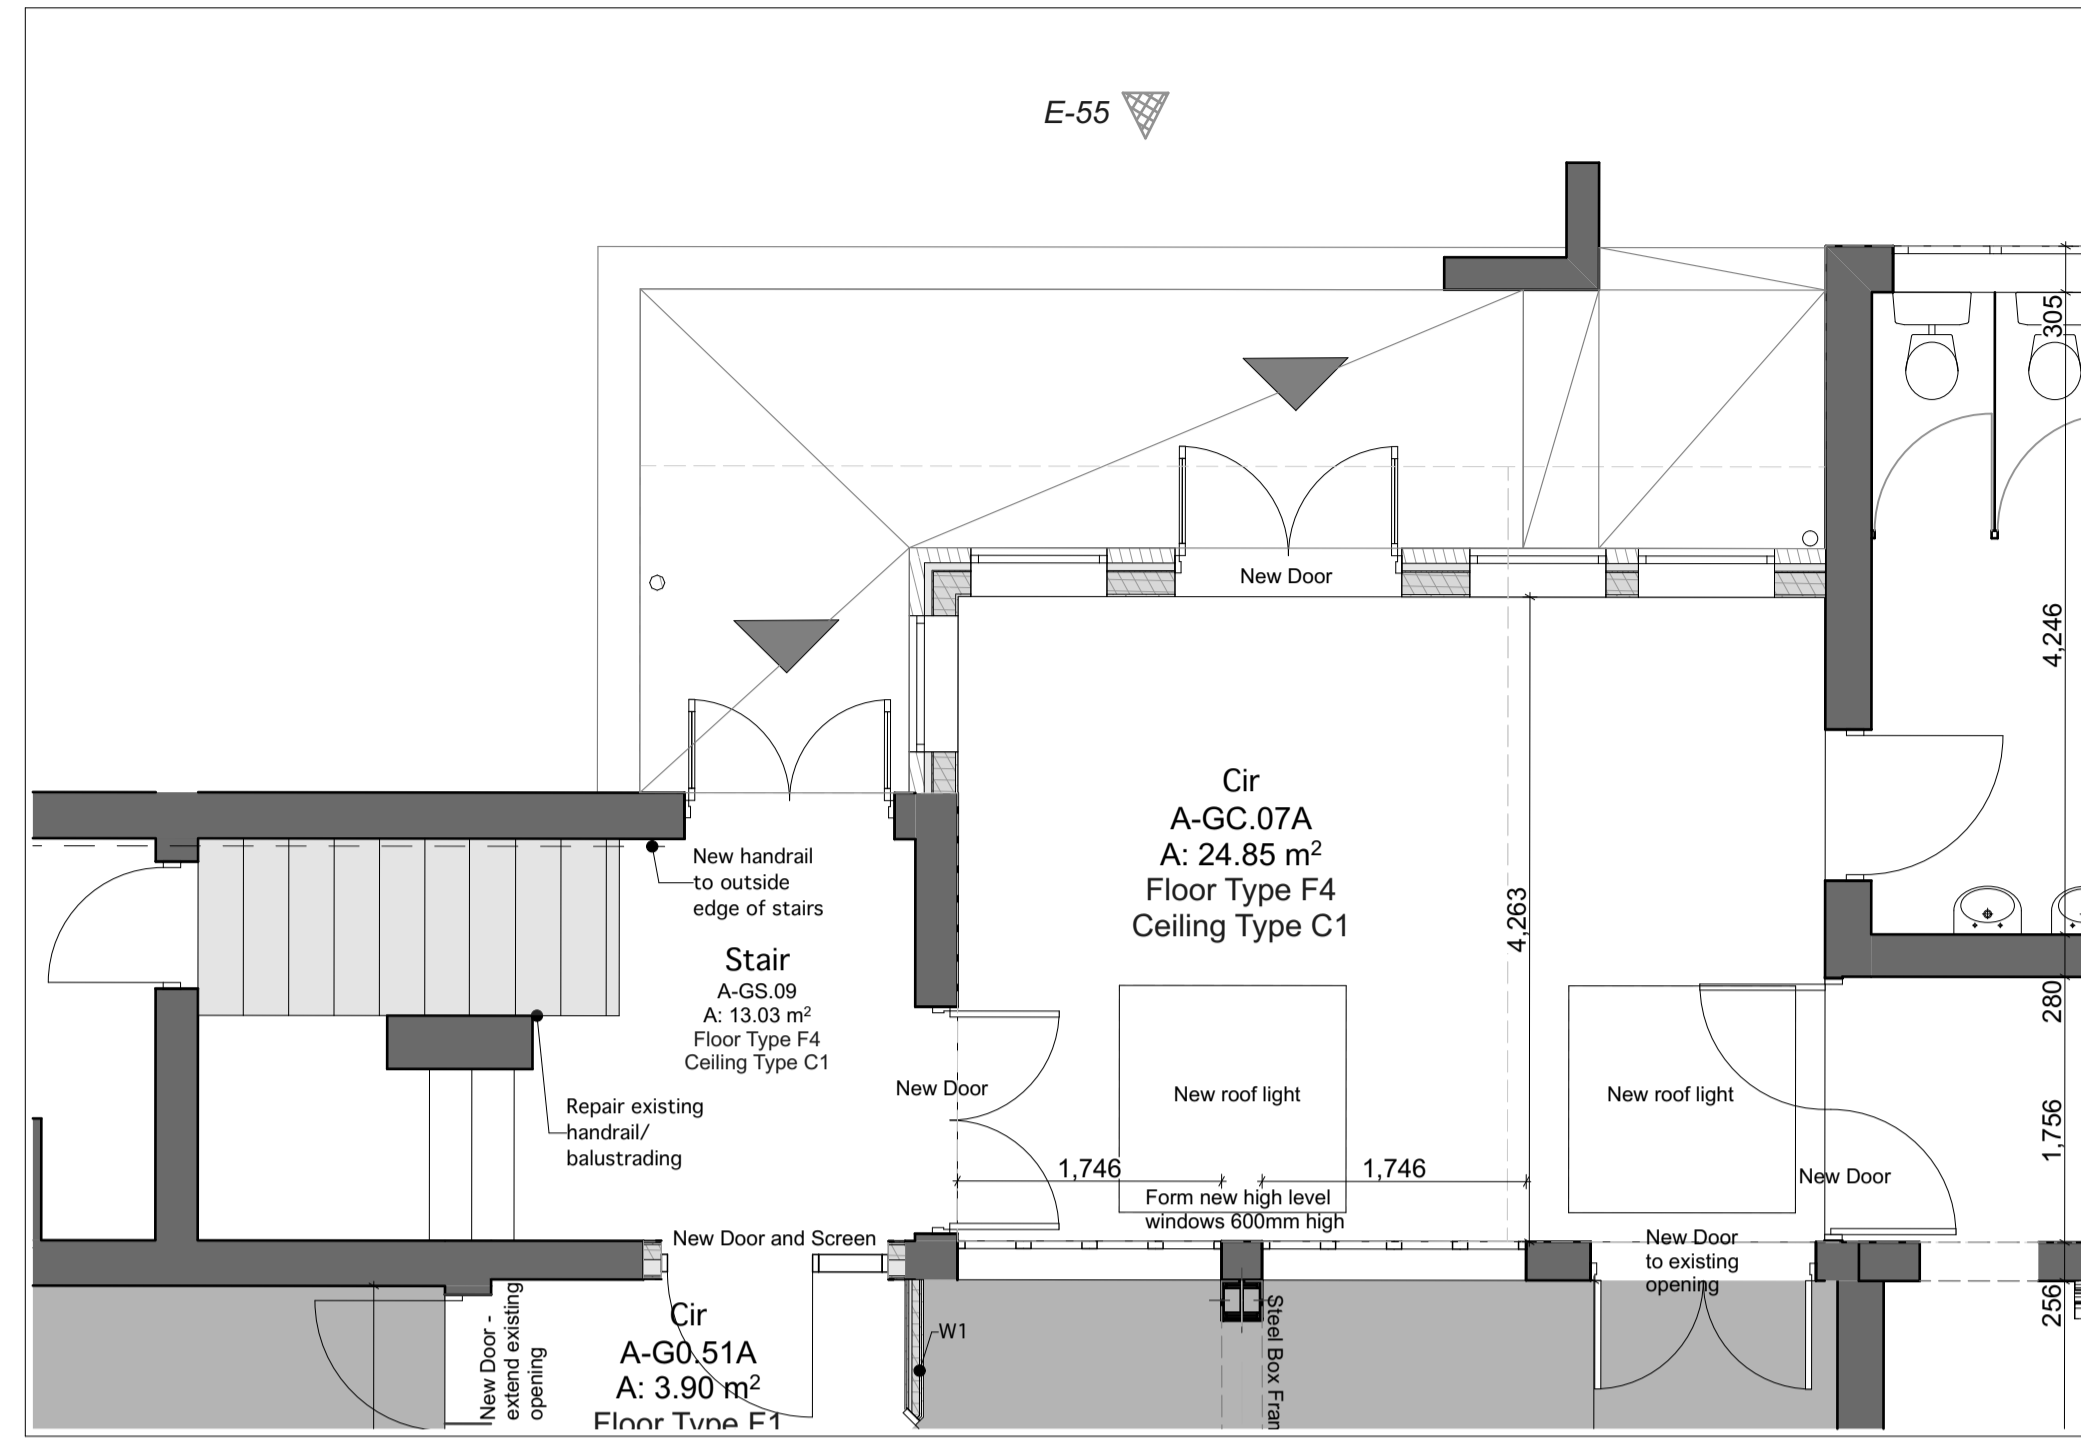 E-55
305
New Door
4,246
Cir
A-GC.07A
A: 24.85 m²
Floor Type F4
Ceiling Type C1
New handrail
to outside
edge of stairs
4,263
Stair
A-GS.09
A: 13.03 m²
Floor Type F4
Ceiling Type C1
280
New Door
New roof light
New roof light
Repair existing
handrail/
balustrading
1,756
1,746
1,746
New Door
Form new high level
windows 600mm high
New Door and Screen
New Door
to existing
opening
256
New Door -
extend existing
opening
Cir
A-G0.51A
A: 3.90 m²
Floor Type F1
W1
Steel Box Fran